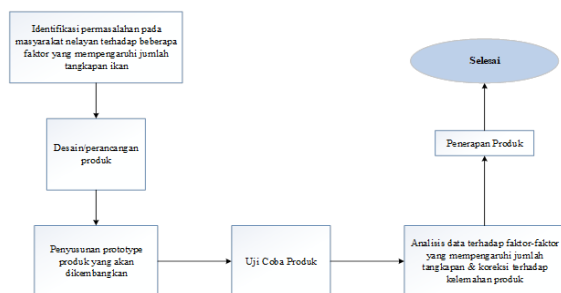 Identifikasi permasalahan pada
masyarakat nelayan terhadap beberapa
faktor yang mempengaruhi jumlah
tangkapan ikan
Desain/perancangan
produk
Penyusunan prototype
produk yang akan
dikembangkan
Uji Coba Produk
Analisis data terhadap faktor-faktor
yang mempengaruhi jumlah
tangkapan & koreksi terhadap
kelemahan produk
Penerapan Produk
Selesai